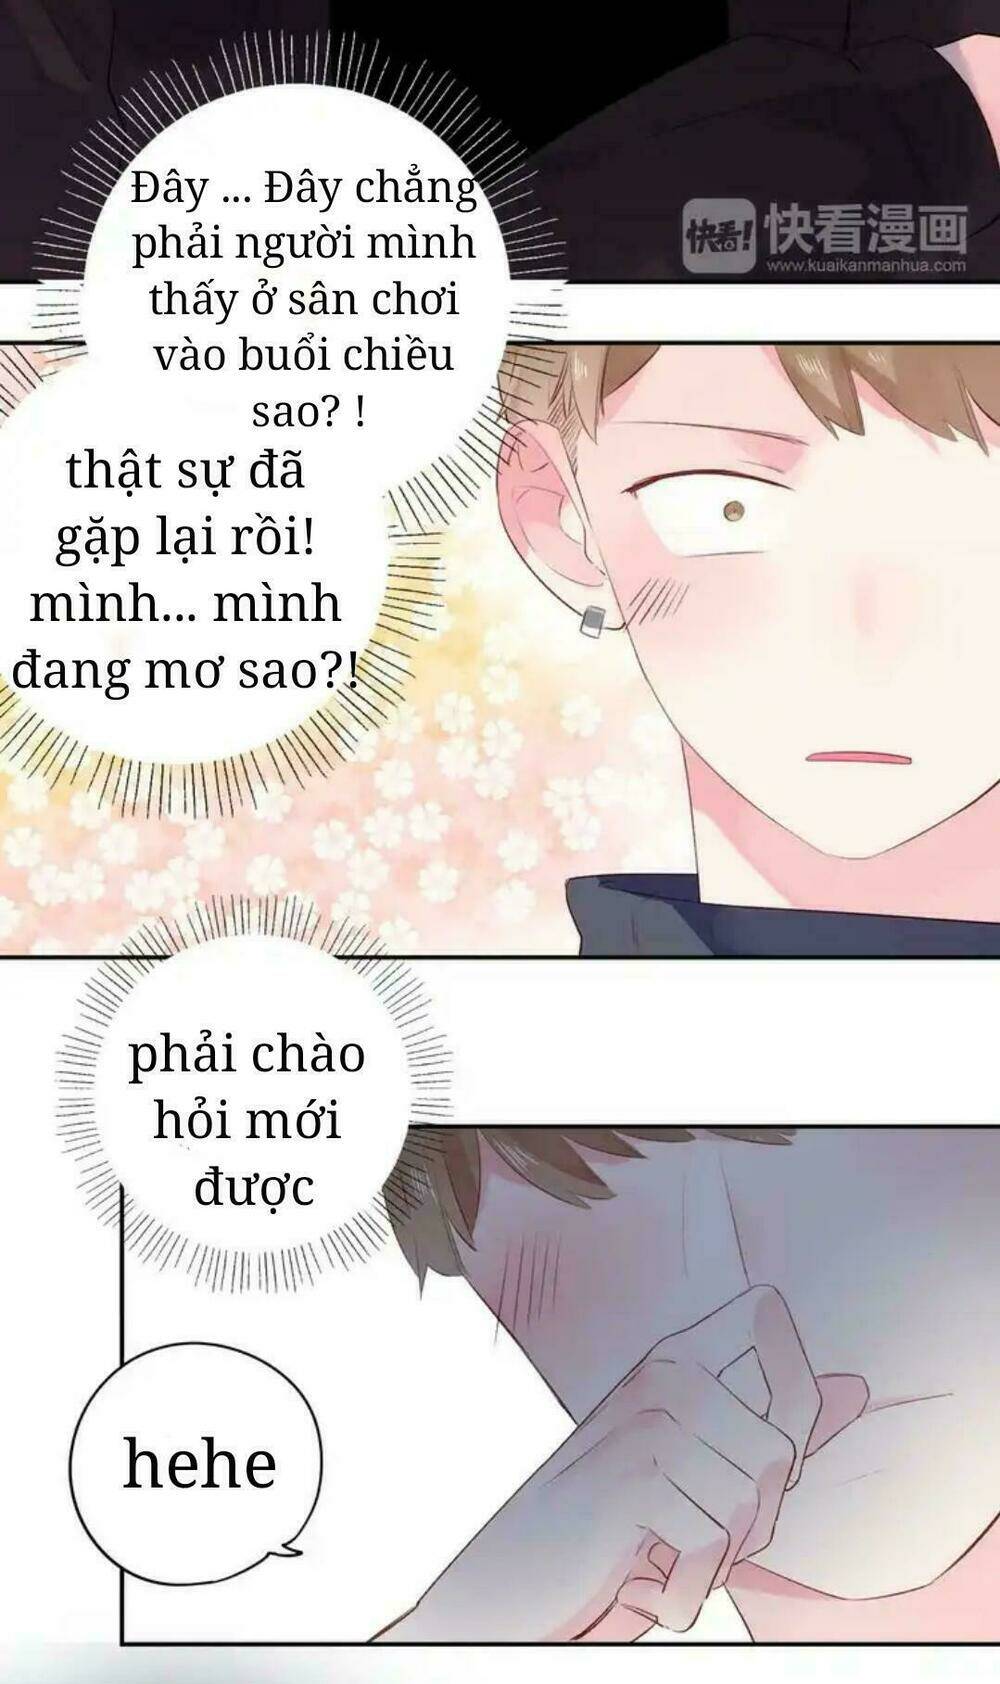 Đây ... Đây chẳng
phải người mình
thấy ở sân chơi
vào buổi chiều
sao? !
快看! 快看漫画
www.kuaikanmanhua.com
thật sự đã
gặp lại rồi!
mình... mình
đang mơ sao?!
phải chào
hỏi mới
được
hehe